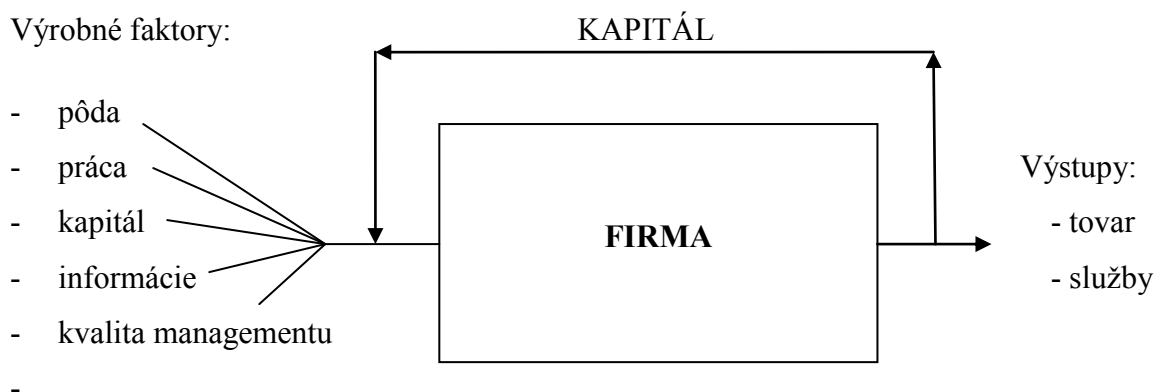 Výrobné faktory:
KAPITÁL
- pôda
- práca
- kapitál
- informácie
- kvalita managementu
-
FIRMA
Výstupy:
- tovar
- služby